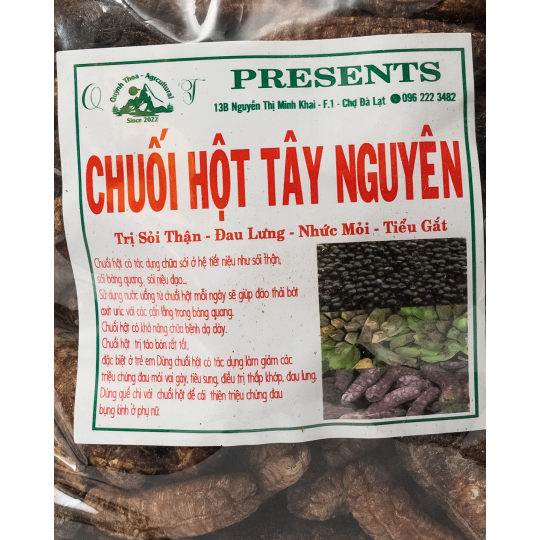 Quỳnh Thoa - Agrcultural
Since 2022
Q T
PRESENTS
13B Nguyễn Thị Minh Khai - F.1 - Chợ Đà Lạt 096 222 3482
CHUỐI HỘT TÂY NGUYÊN
Trị Sỏi Thận - Đau Lưng - Nhức Mỏi - Tiểu Gắt
Chuối hột có tác dụng chữa sỏi ở hệ tiết niệu như sỏi thận,
sỏi bàng quang, sỏi niệu đạo...
Sử dụng nước uống từ chuối hột mỗi ngày sẽ giúp đào thải bớt
axit uric với các cặn lắng trong bàng quang.
Chuối hột có khả năng chữa bệnh dạ dày.
Chuối hột trị táo bón rất tốt,
đặc biệt ở trẻ em Dùng chuối hột có tác dụng làm giảm các
triệu chứng đau mỏi vai gáy, tiêu sưng, điều trị thấp khớp, đau lưng.
Dùng quế chi với chuối hột để cải thiện triệu chứng đau
bụng kinh ở phụ nữ